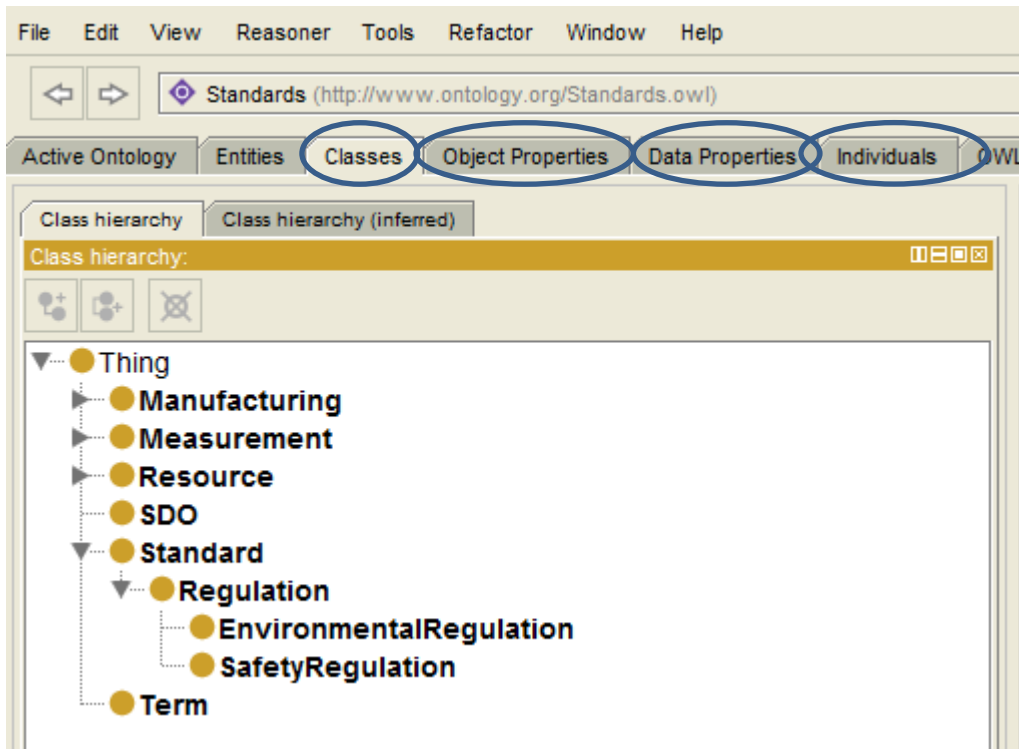 File Edit View Reasoner Tools Refactor Window Help
Standards (http://www.ontology.org/Standards.owl)
Active Ontology Entities Classes Object Properties Data Properties Individuals OWL
Class hierarchy Class hierarchy (inferred)
Class hierarchy:
Thing
Manufacturing
Measurement
Resource
SDO
Standard
Regulation
EnvironmentalRegulation
SafetyRegulation
Term